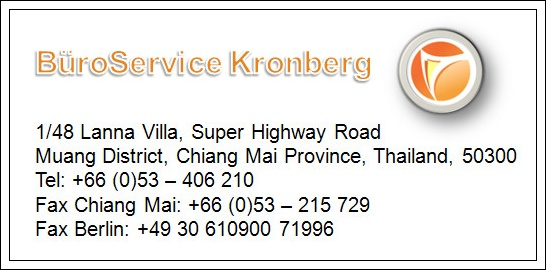 BüroService Kronberg
1/48 Lanna Villa, Super Highway Road
Muang District, Chiang Mai Province, Thailand, 50300
Tel: +66 (0)53 – 406 210
Fax Chiang Mai: +66 (0)53 – 215 729
Fax Berlin: +49 30 610900 71996